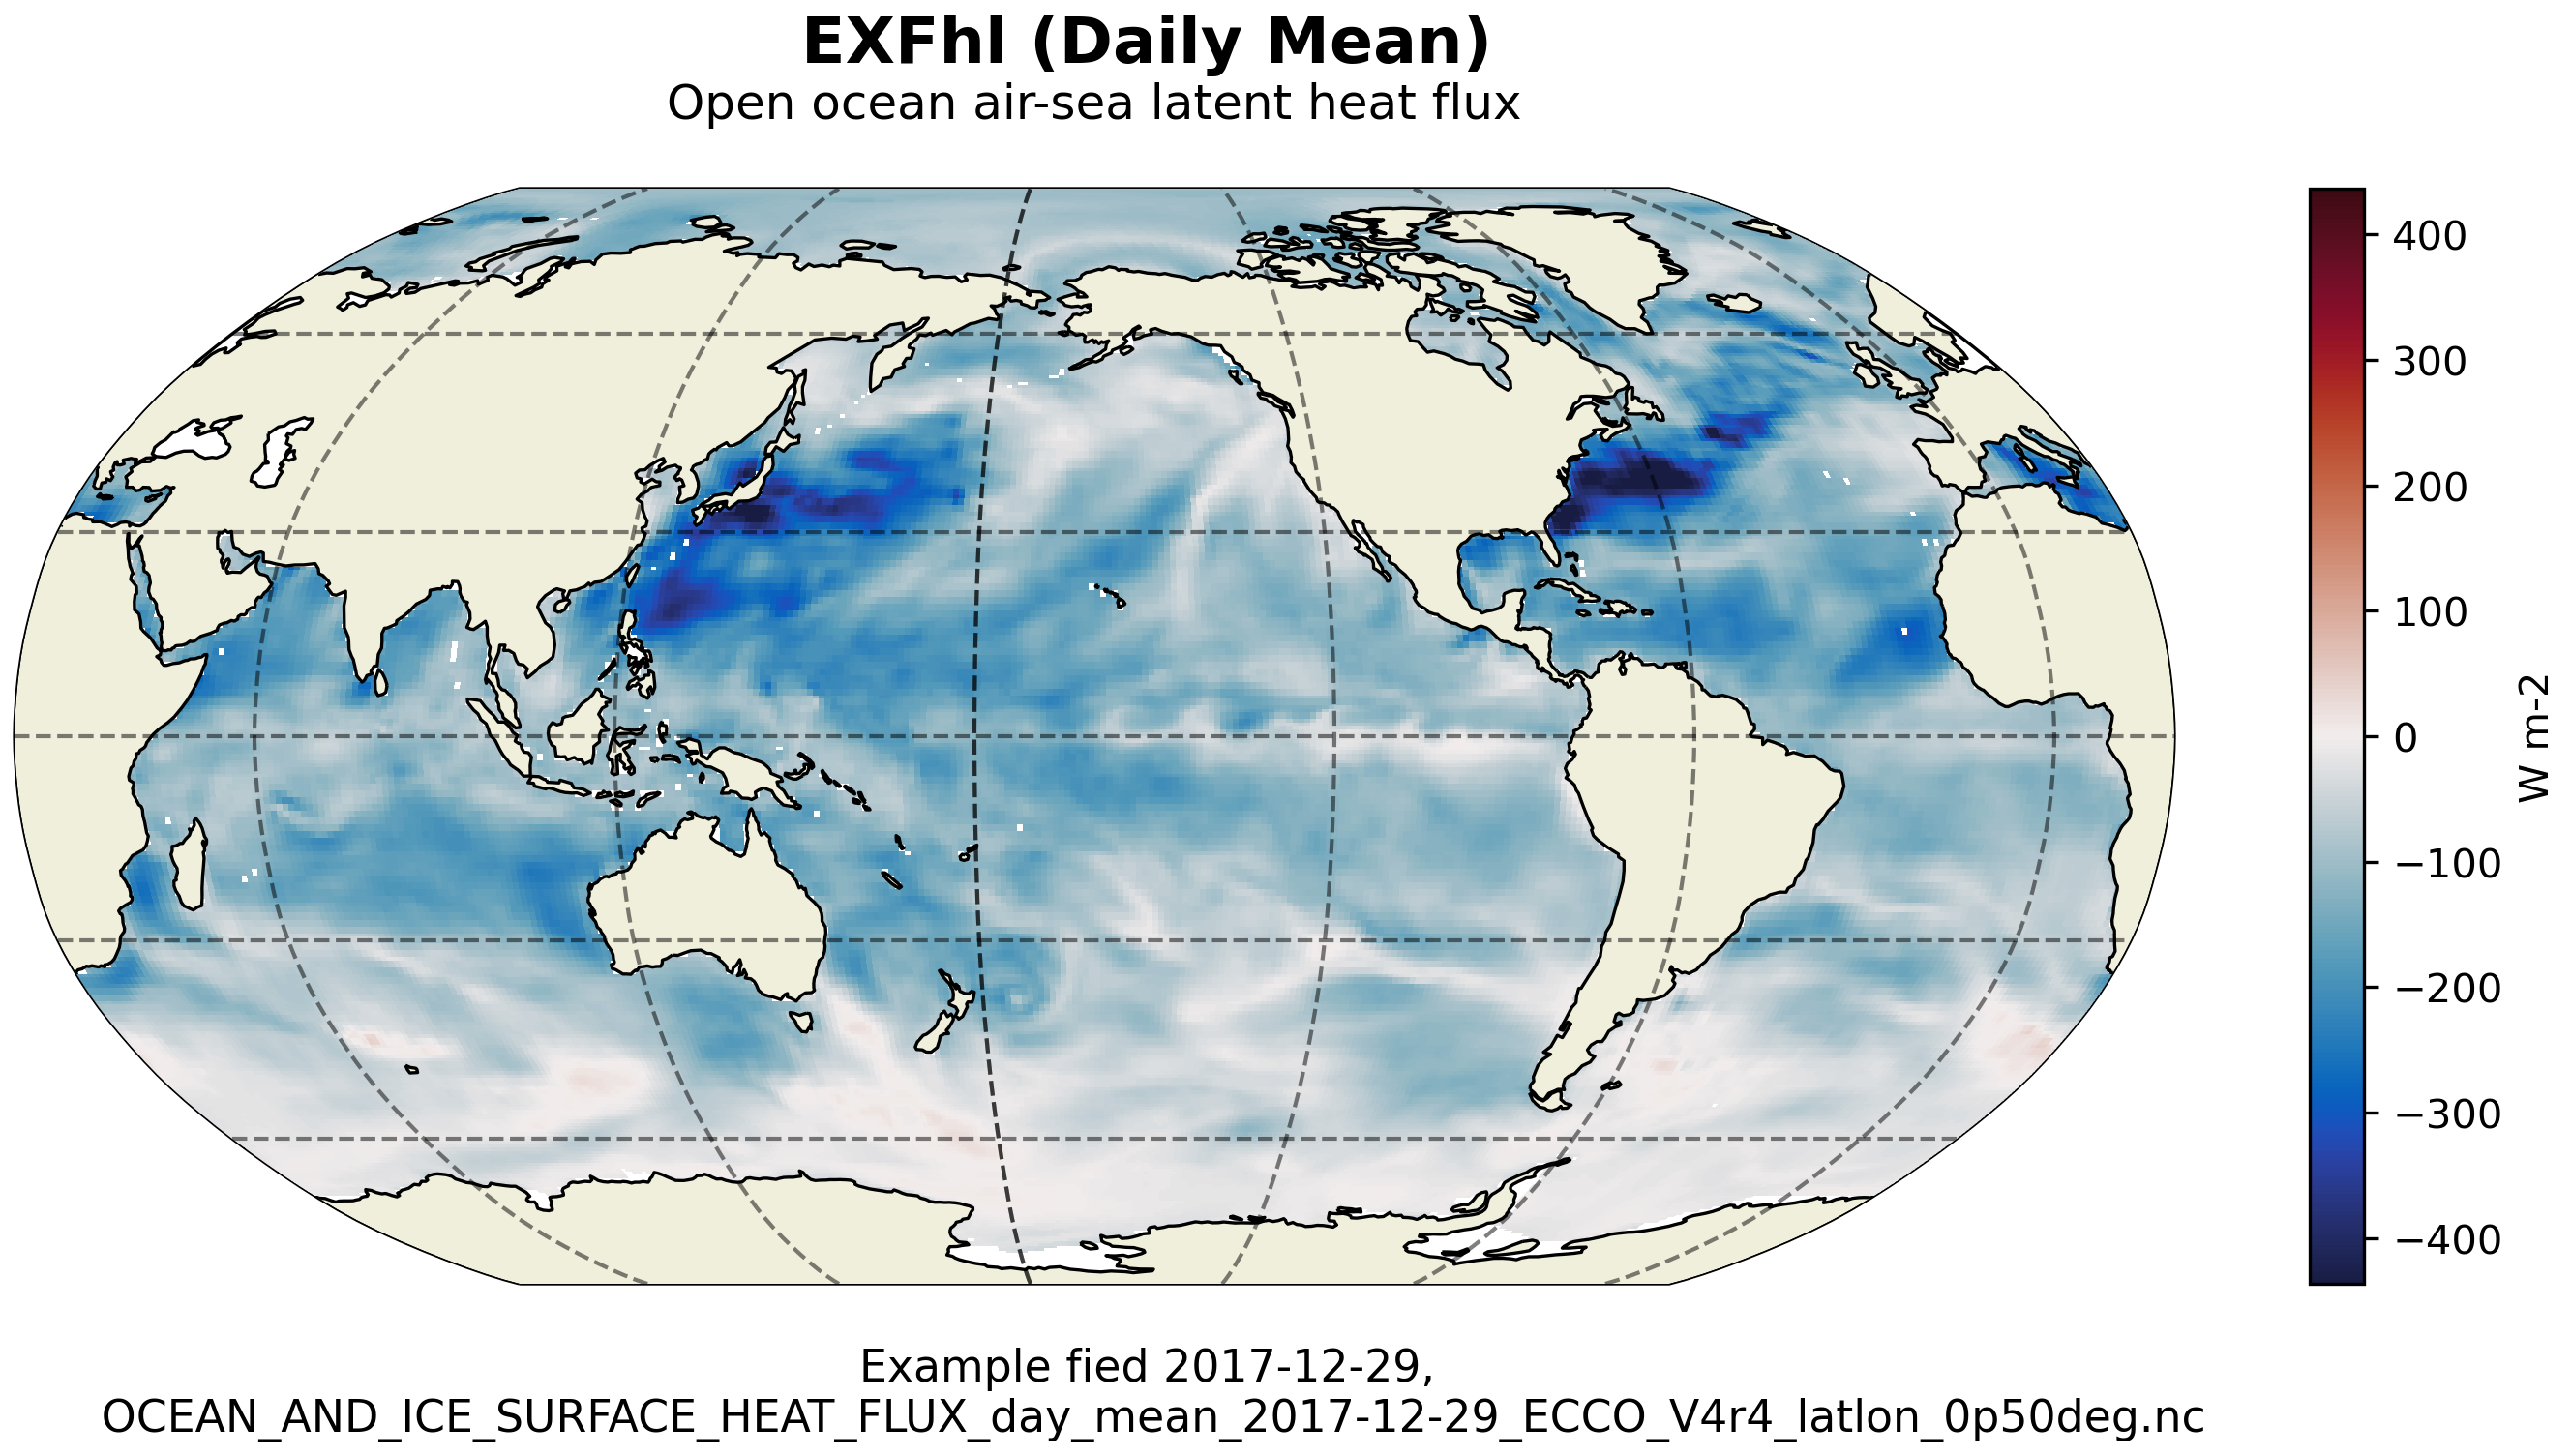 EXFhl (Daily Mean)
Open ocean air-sea latent heat flux
400
300
200
100
0
−100
−200
−300
−400
W m-2
Example fied 2017-12-29,
OCEAN_AND_ICE_SURFACE_HEAT_FLUX_day_mean_2017-12-29_ECCO_V4r4_latlon_0p50deg.nc